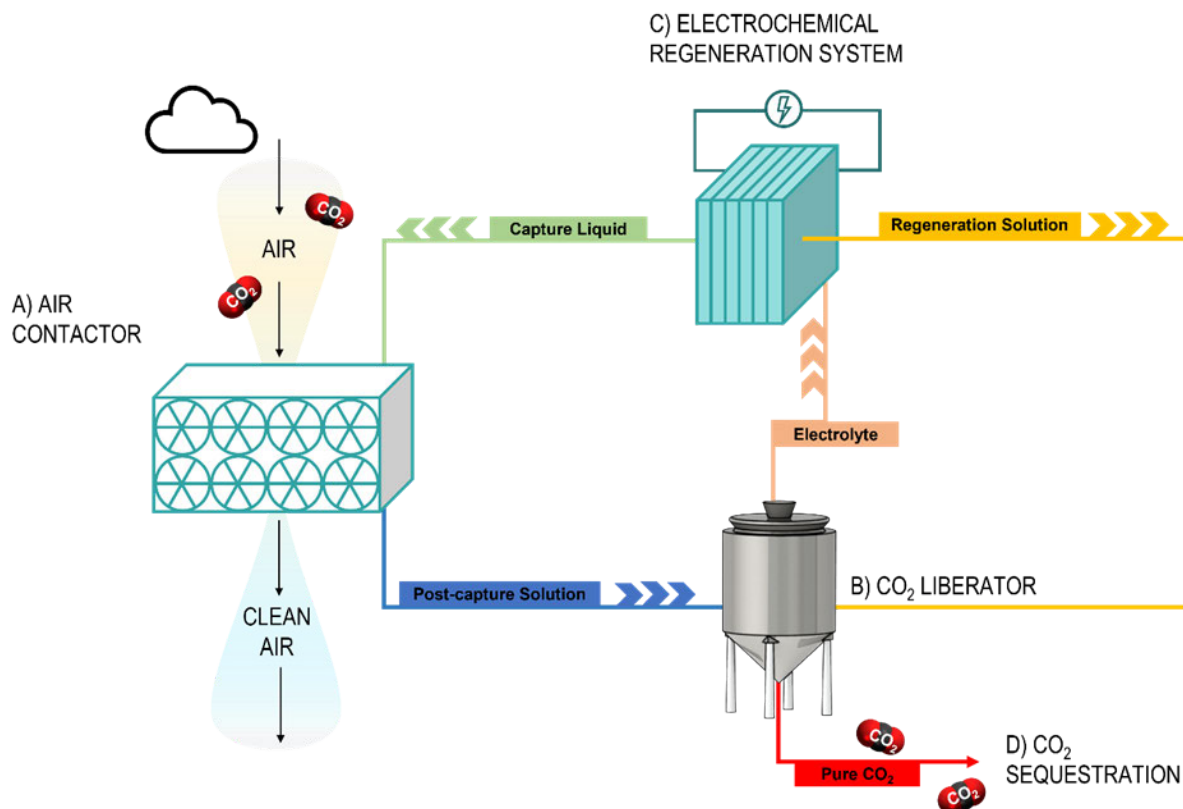 C) ELECTROCHEMICAL
REGENERATION SYSTEM
CO₂
AIR
CO₂
A) AIR
CONTACTOR
Capture Liquid
Regeneration Solution
Electrolyte
Post-capture Solution
B) CO₂ LIBERATOR
CLEAN
AIR
CO₂
Pure CO₂
D) CO₂
SEQUESTRATION
CO₂